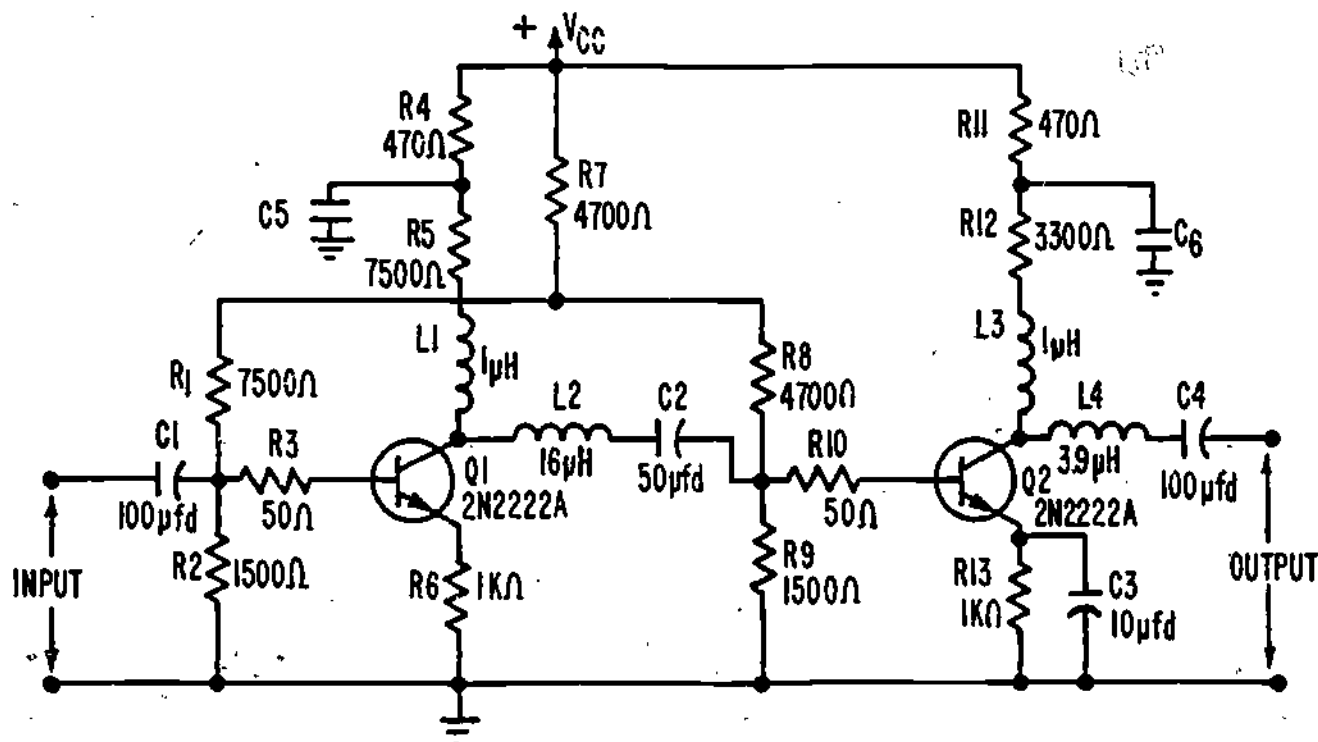 + VCC
R4
470Ω
R7
4700Ω
R11
470Ω
C5
R5
7500Ω
R12
3300Ω
C6
L1
1μH
L3
1μH
R1
7500Ω
R8
4700Ω
C1
100μfd
R3
50Ω
Q1
2N2222A
L2
16μH
C2
50μfd
R10
50Ω
Q2
2N2222A
L4
3.9μH
C4
100μfd
INPUT
R2
1500Ω
R6
1KΩ
R9
1500Ω
R13
1KΩ
C3
10μfd
OUTPUT